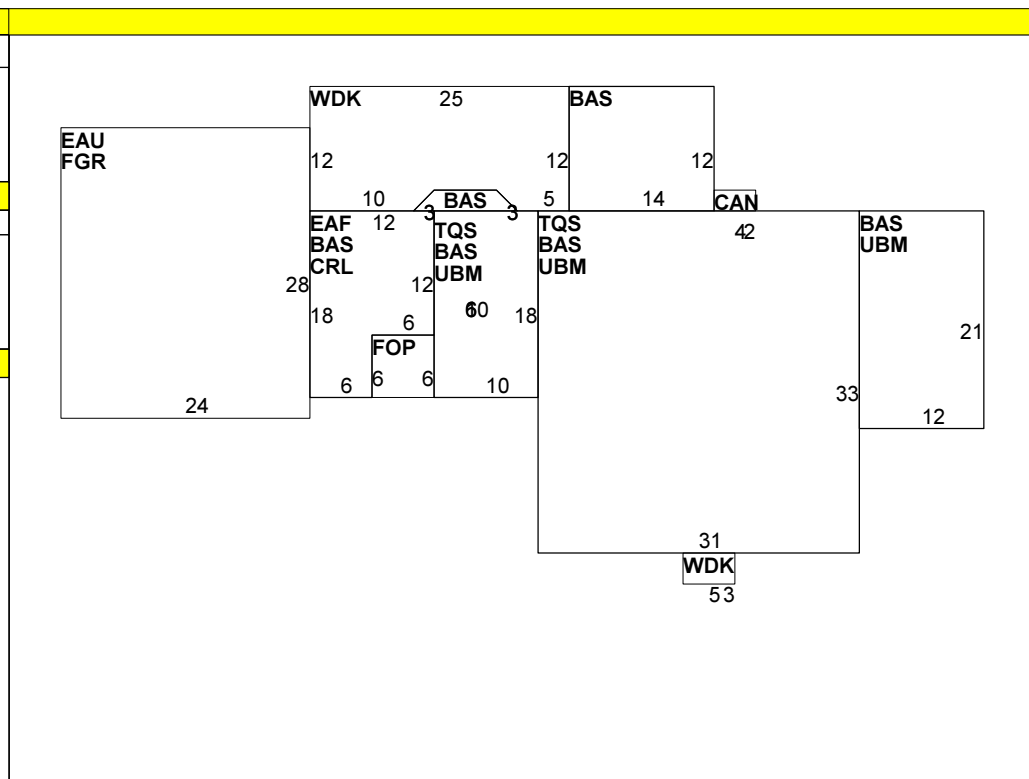 WDK 25 BAS
EAU
FGR
12 12 12
10 BAS 5 14 CAN
3 3
EAF 12 TQS TQS 42 BAS
BAS BAS BAS UBM
CRL UBM UBM
28 12
18 18
6 21
FOP
6 6 6 10 33
24 12
31
WDK
5 3